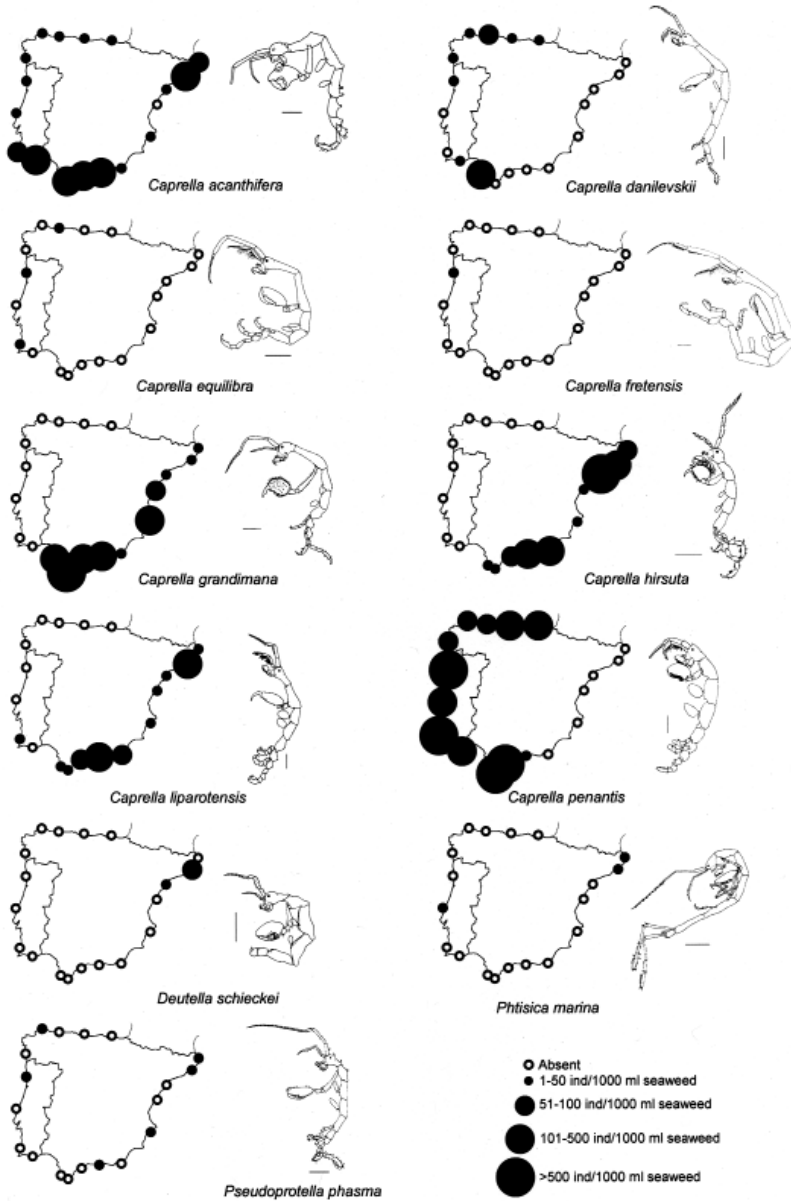 Caprella acanthifera
Caprella danilevskii
Caprella equilibra
Caprella fretensis
Caprella grandimana
Caprella hirsuta
Caprella liparotensis
Caprella penantis
Deutella schieckei
Phtisica marina
Pseudoprotella phasma
Absent
1-50 ind/1000 ml seaweed
51-100 ind/1000 ml seaweed
101-500 ind/1000 ml seaweed
>500 ind/1000 ml seaweed